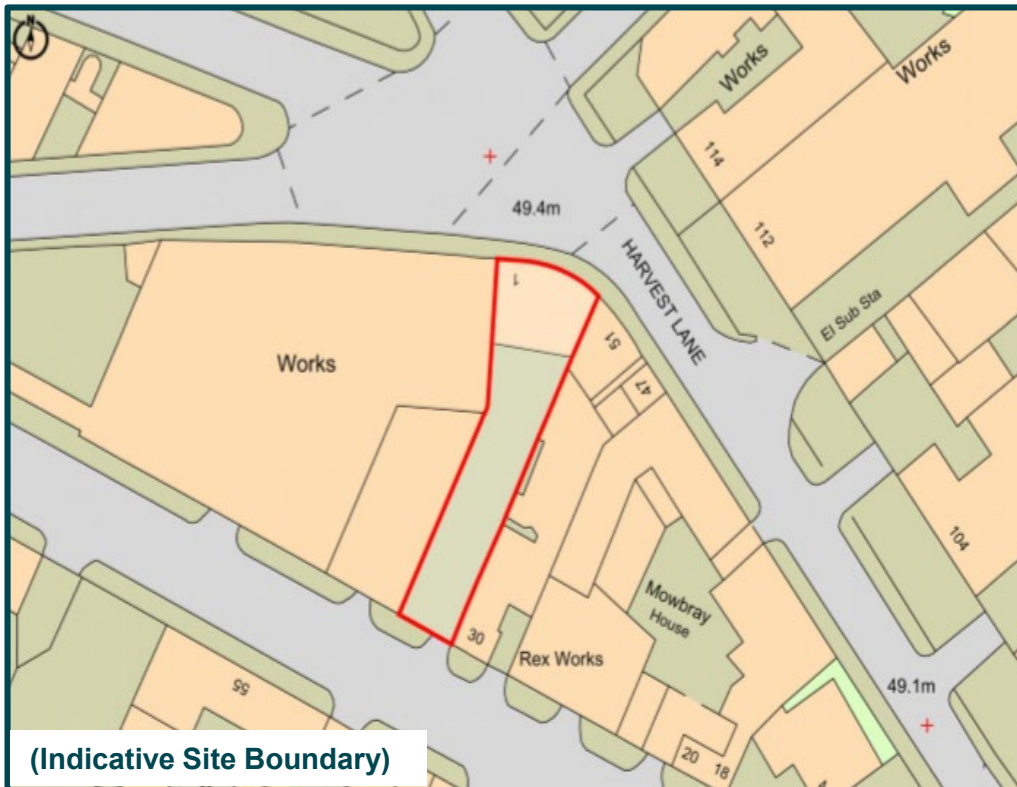 N
Works
Works
114
49.4m
112
HARVEST LANE
El Sub Sta
1
51
Works
47
104
Mowbray
House
30
Rex Works
49.1m
55
20
18
(Indicative Site Boundary)